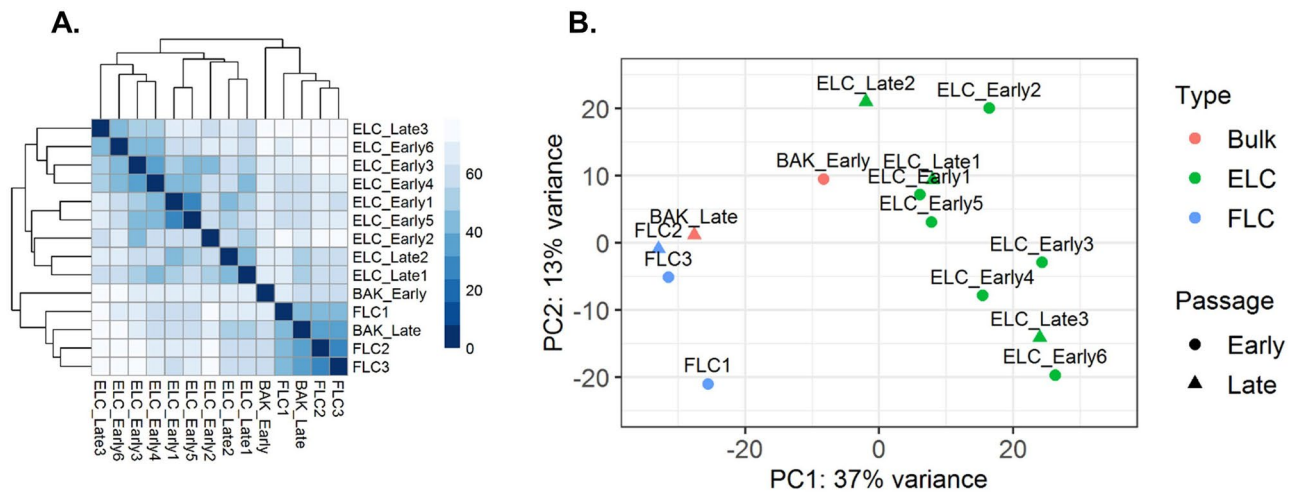 A.
ELC_Late3
ELC_Early6
ELC_Early3
ELC_Early4
ELC_Early1
ELC_Early5
ELC_Early2
ELC_Late2
ELC_Late1
BAK_Early
FLC1
BAK_Late
FLC2
FLC3
60
40
20
0
ELC_Late3
ELC_Early6
ELC_Early3
ELC_Early4
ELC_Early1
ELC_Early5
ELC_Early2
ELC_Late2
ELC_Late1
BAK_Early
FLC1
BAK_Late
FLC2
FLC3
B.
PC2: 13% variance
20
10
0
-10
-20
ELC_Late2
ELC_Early2
BAK_Early
ELC_Late1
ELC_Early1
ELC_Early5
BAK_Late
FLC2
FLC3
ELC_Early3
ELC_Early4
ELC_Late3
ELC_Early6
FLC1
-20
0
20
PC1: 37% variance
Type
Bulk
ELC
FLC
Passage
Early
Late